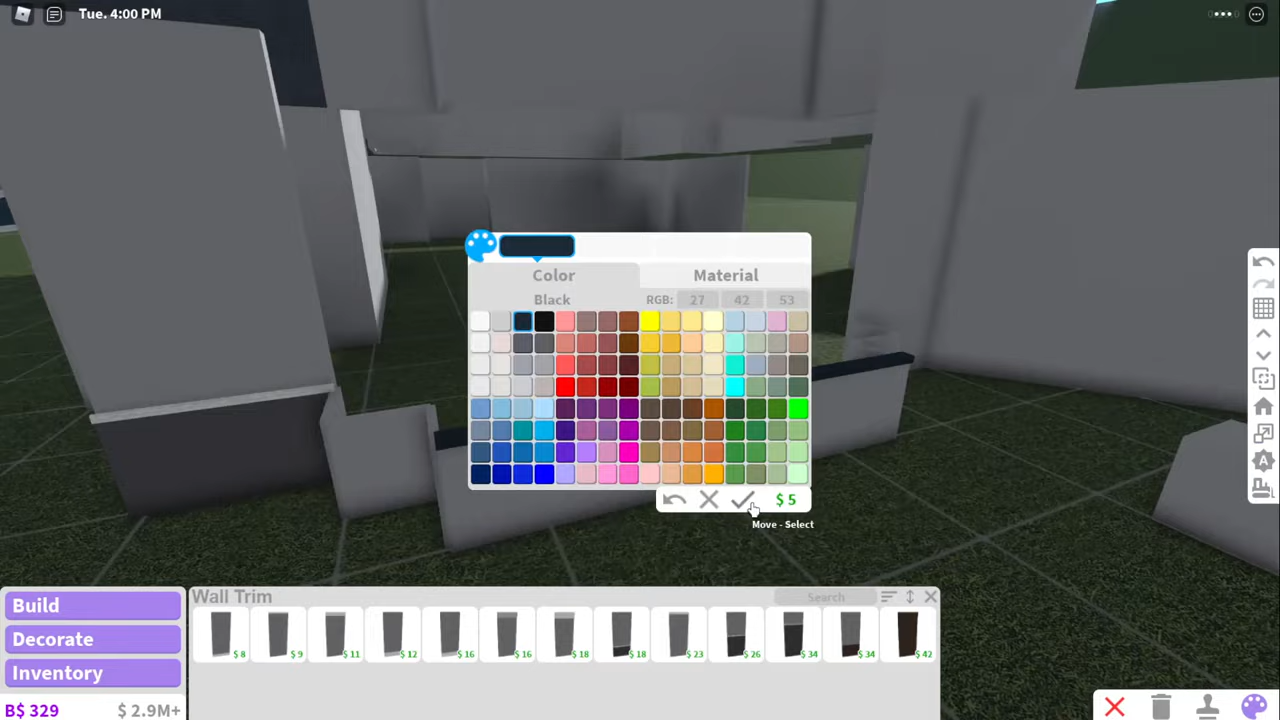 Tue. 4:00 PM
Color
Material
Black
RGB: 27 42 53
$ 5
Move - Select
Build
Decorate
Inventory
B$ 329
$ 2.9M+
Wall Trim
Search
$ 8
$ 9
$ 11
$ 12
$ 16
$ 16
$ 18
$ 18
$ 23
$ 26
$ 34
$ 34
$ 42